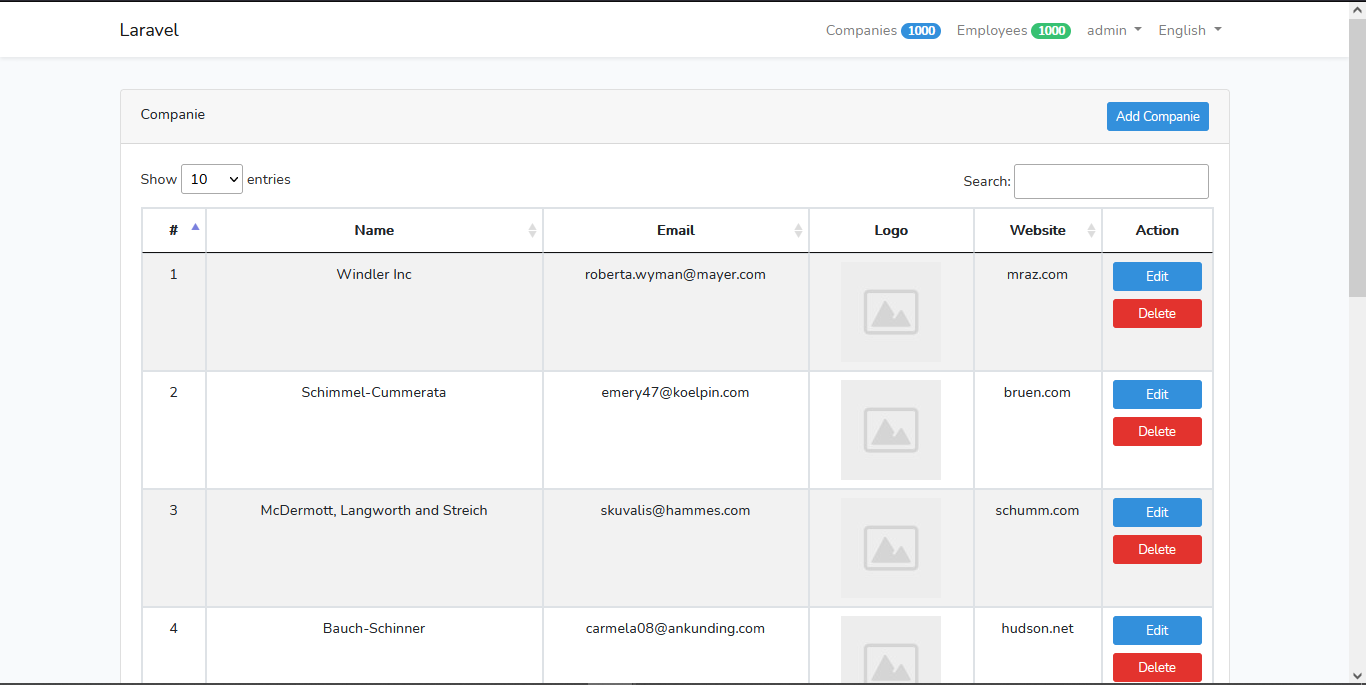 Laravel Companies 1000 Employees 1000 admin English
Companie Add Companie
Show 10 entries Search:
# Name Email Logo Website Action
1 Windler Inc roberta.wyman@mayer.com mraz.com Edit
Delete
2 Schimmel-Cummerata emery47@koelpin.com bruen.com Edit
Delete
3 McDermott, Langworth and Streich skuvalis@hammes.com schumm.com Edit
Delete
4 Bauch-Schinner carmela08@ankunding.com hudson.net Edit
Delete